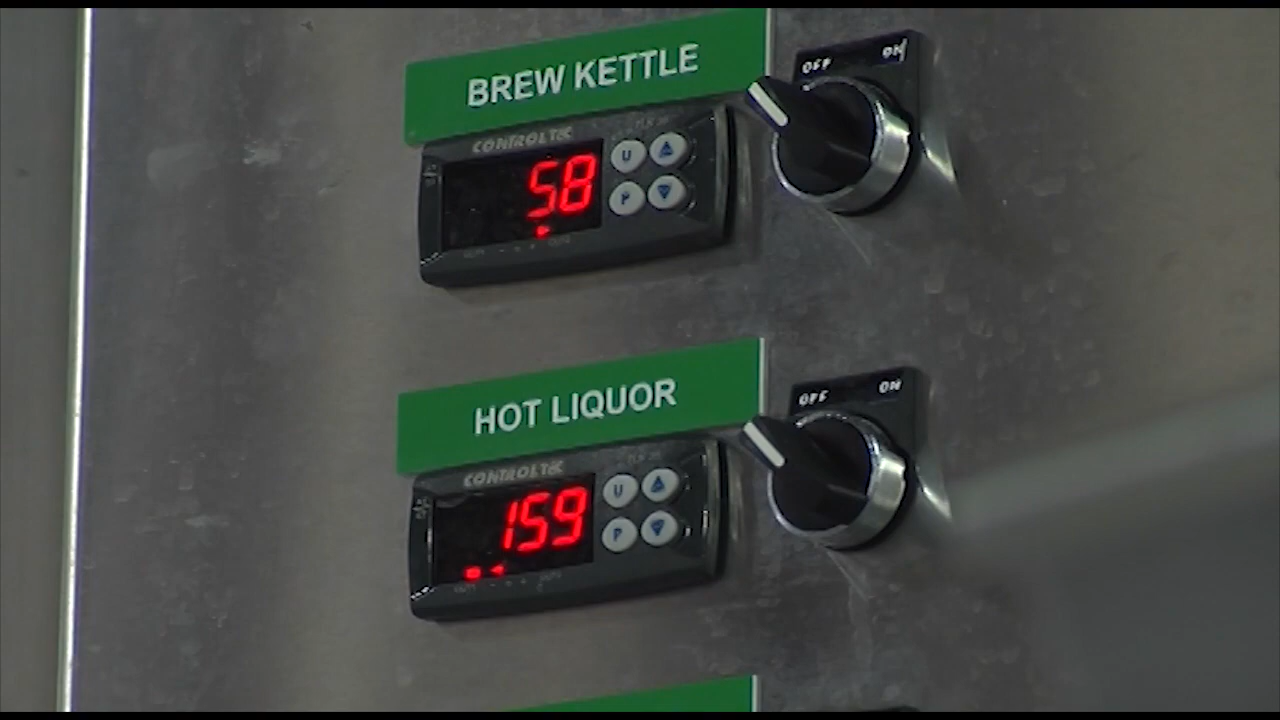 BREW KETTLE
OFF ON
CONTROLTEC
58
U
P
HOT LIQUOR
OFF ON
CONTROLTEC
159
U
P